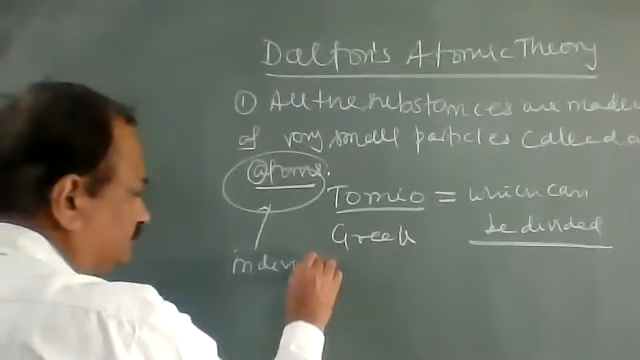 Dalton's Atomic Theory
① All the substances are made
of very small particles called a
atoms.
Tomio = which can
be divided
Greek
indivi